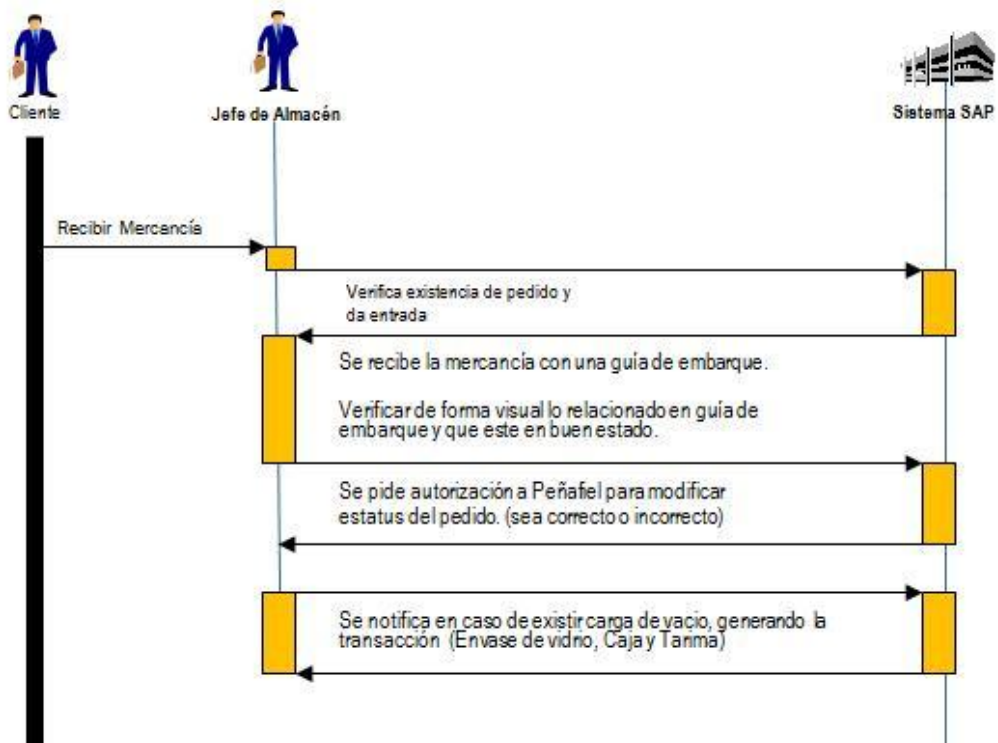 Cliente
Jefe de Almacén
Sistema SAP
Recibir Mercancía
Verifica existencia de pedido y
da entrada
Se recibe la mercancía con una guía de embarque.
Verificar de forma visual lo relacionado en guía de
embarque y que este en buen estado.
Se pide autorización a Peñafiel para modificar
estatus del pedido. (sea correcto o incorrecto)
Se notifica en caso de existir carga de vacio, generando la
transacción (Envase de vidrio, Caja y Tarima)